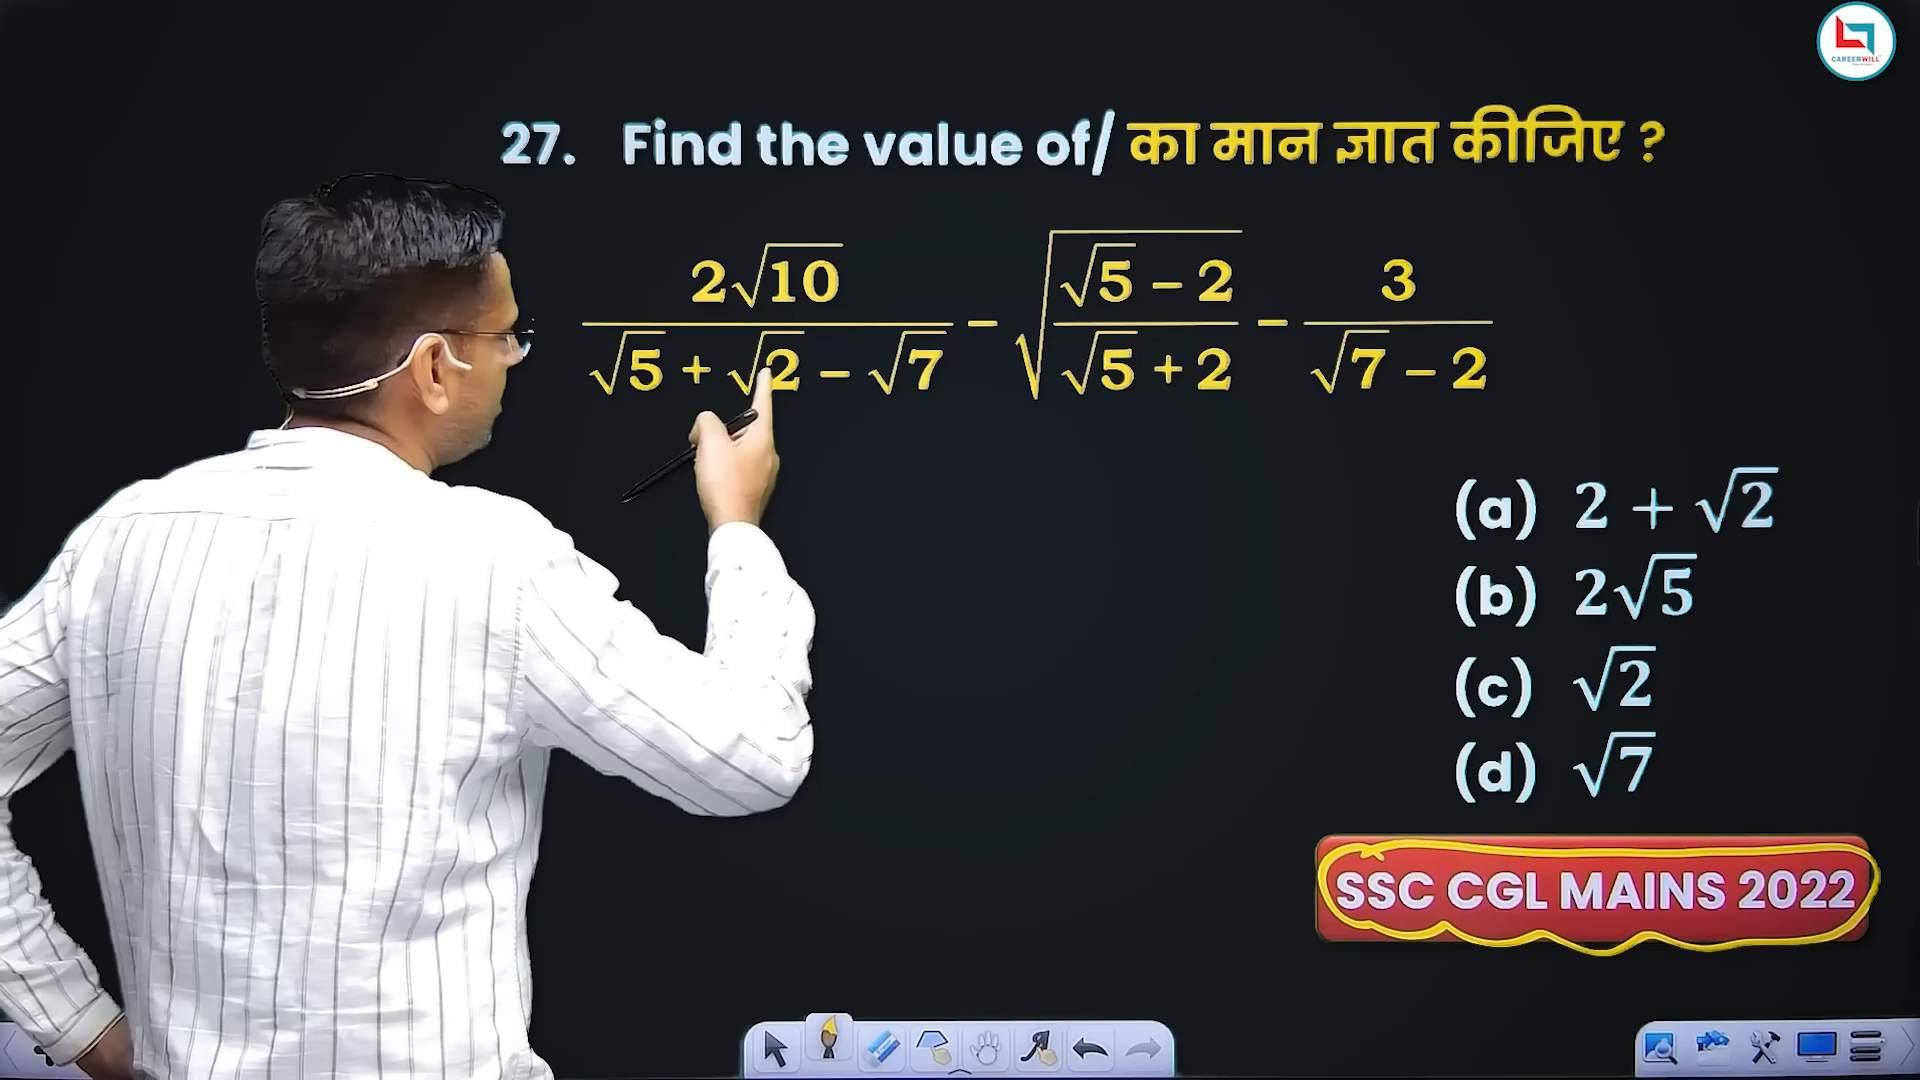 CAREERWILL
27. Find the value of/ का मान ज्ञात कीजिए ?
2√10 / (√5 + √2 − √7) − √((√5 − 2) / (√5 + 2)) − 3 / (√7 − 2)
(a) 2 + √2
(b) 2√5
(c) √2
(d) √7
SSC CGL MAINS 2022